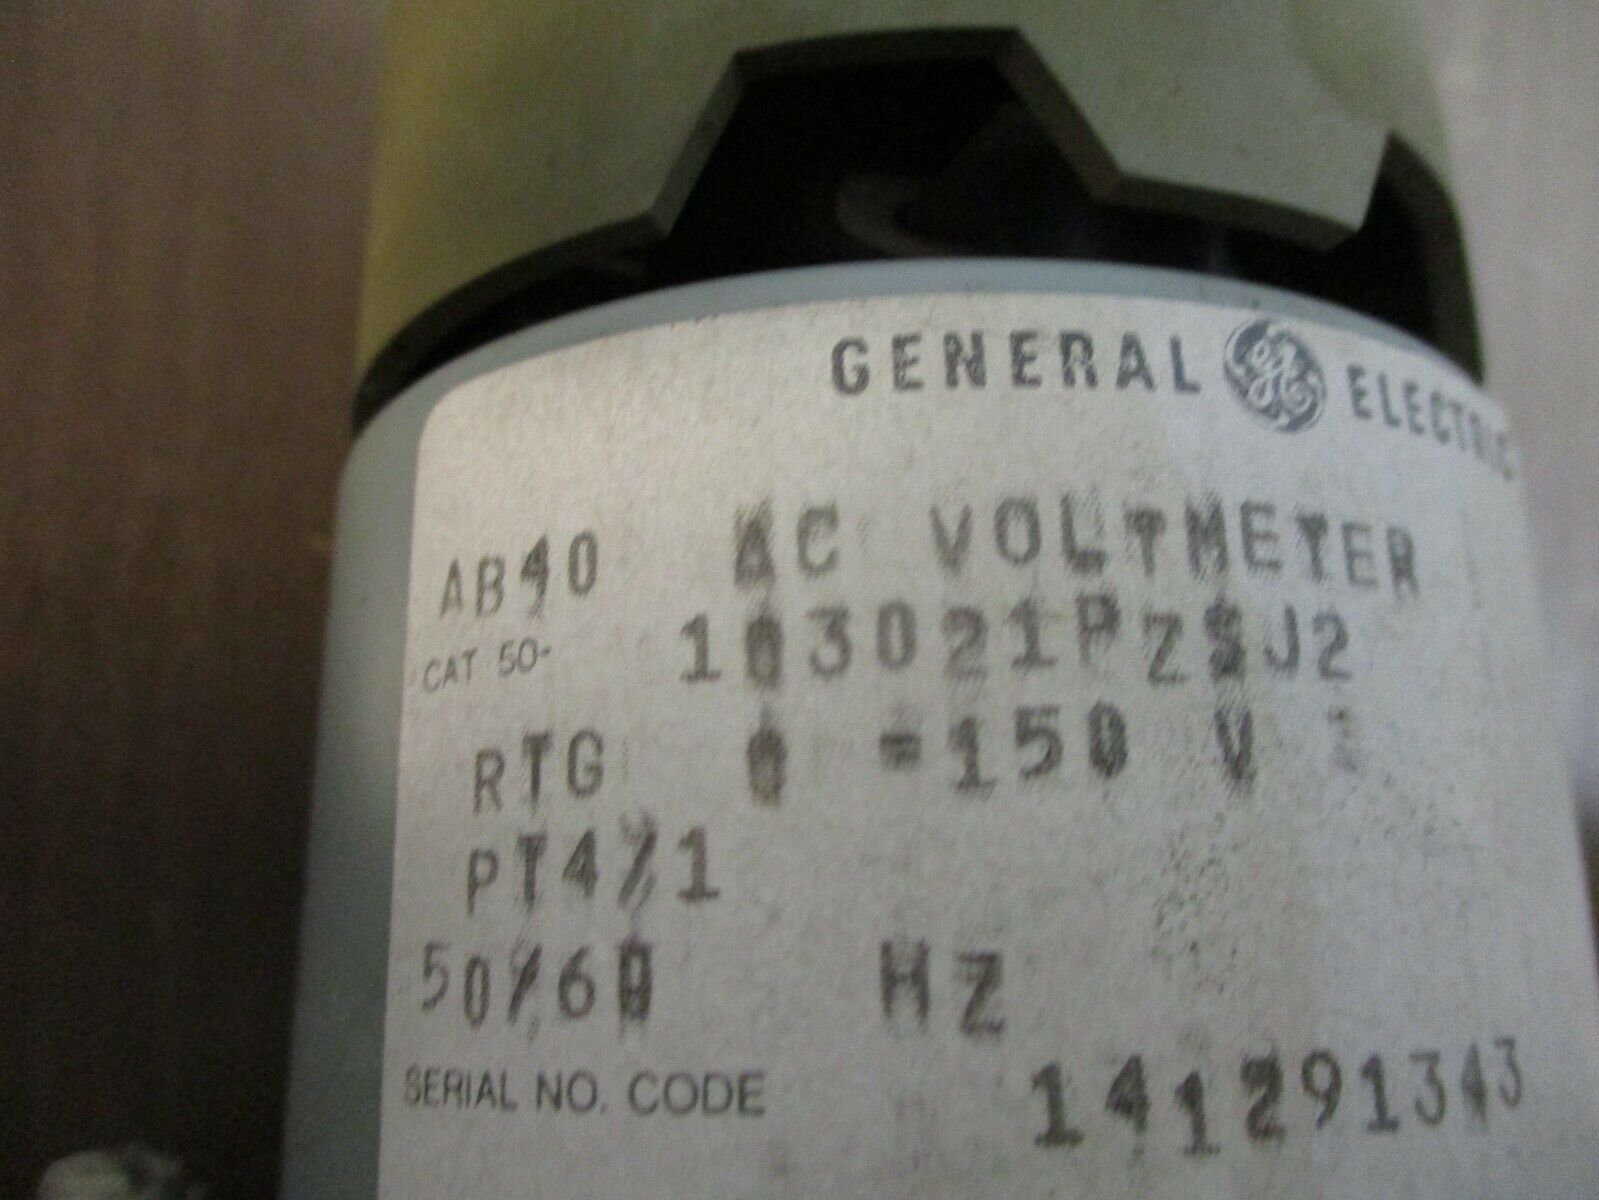 GENERAL GE ELECTRIC
AB40 AC VOLTMETER
CAT 50- 103021PZSJ2
RTG 0 -150 V
PT4/1
50/60 HZ
SERIAL NO. CODE 141291343